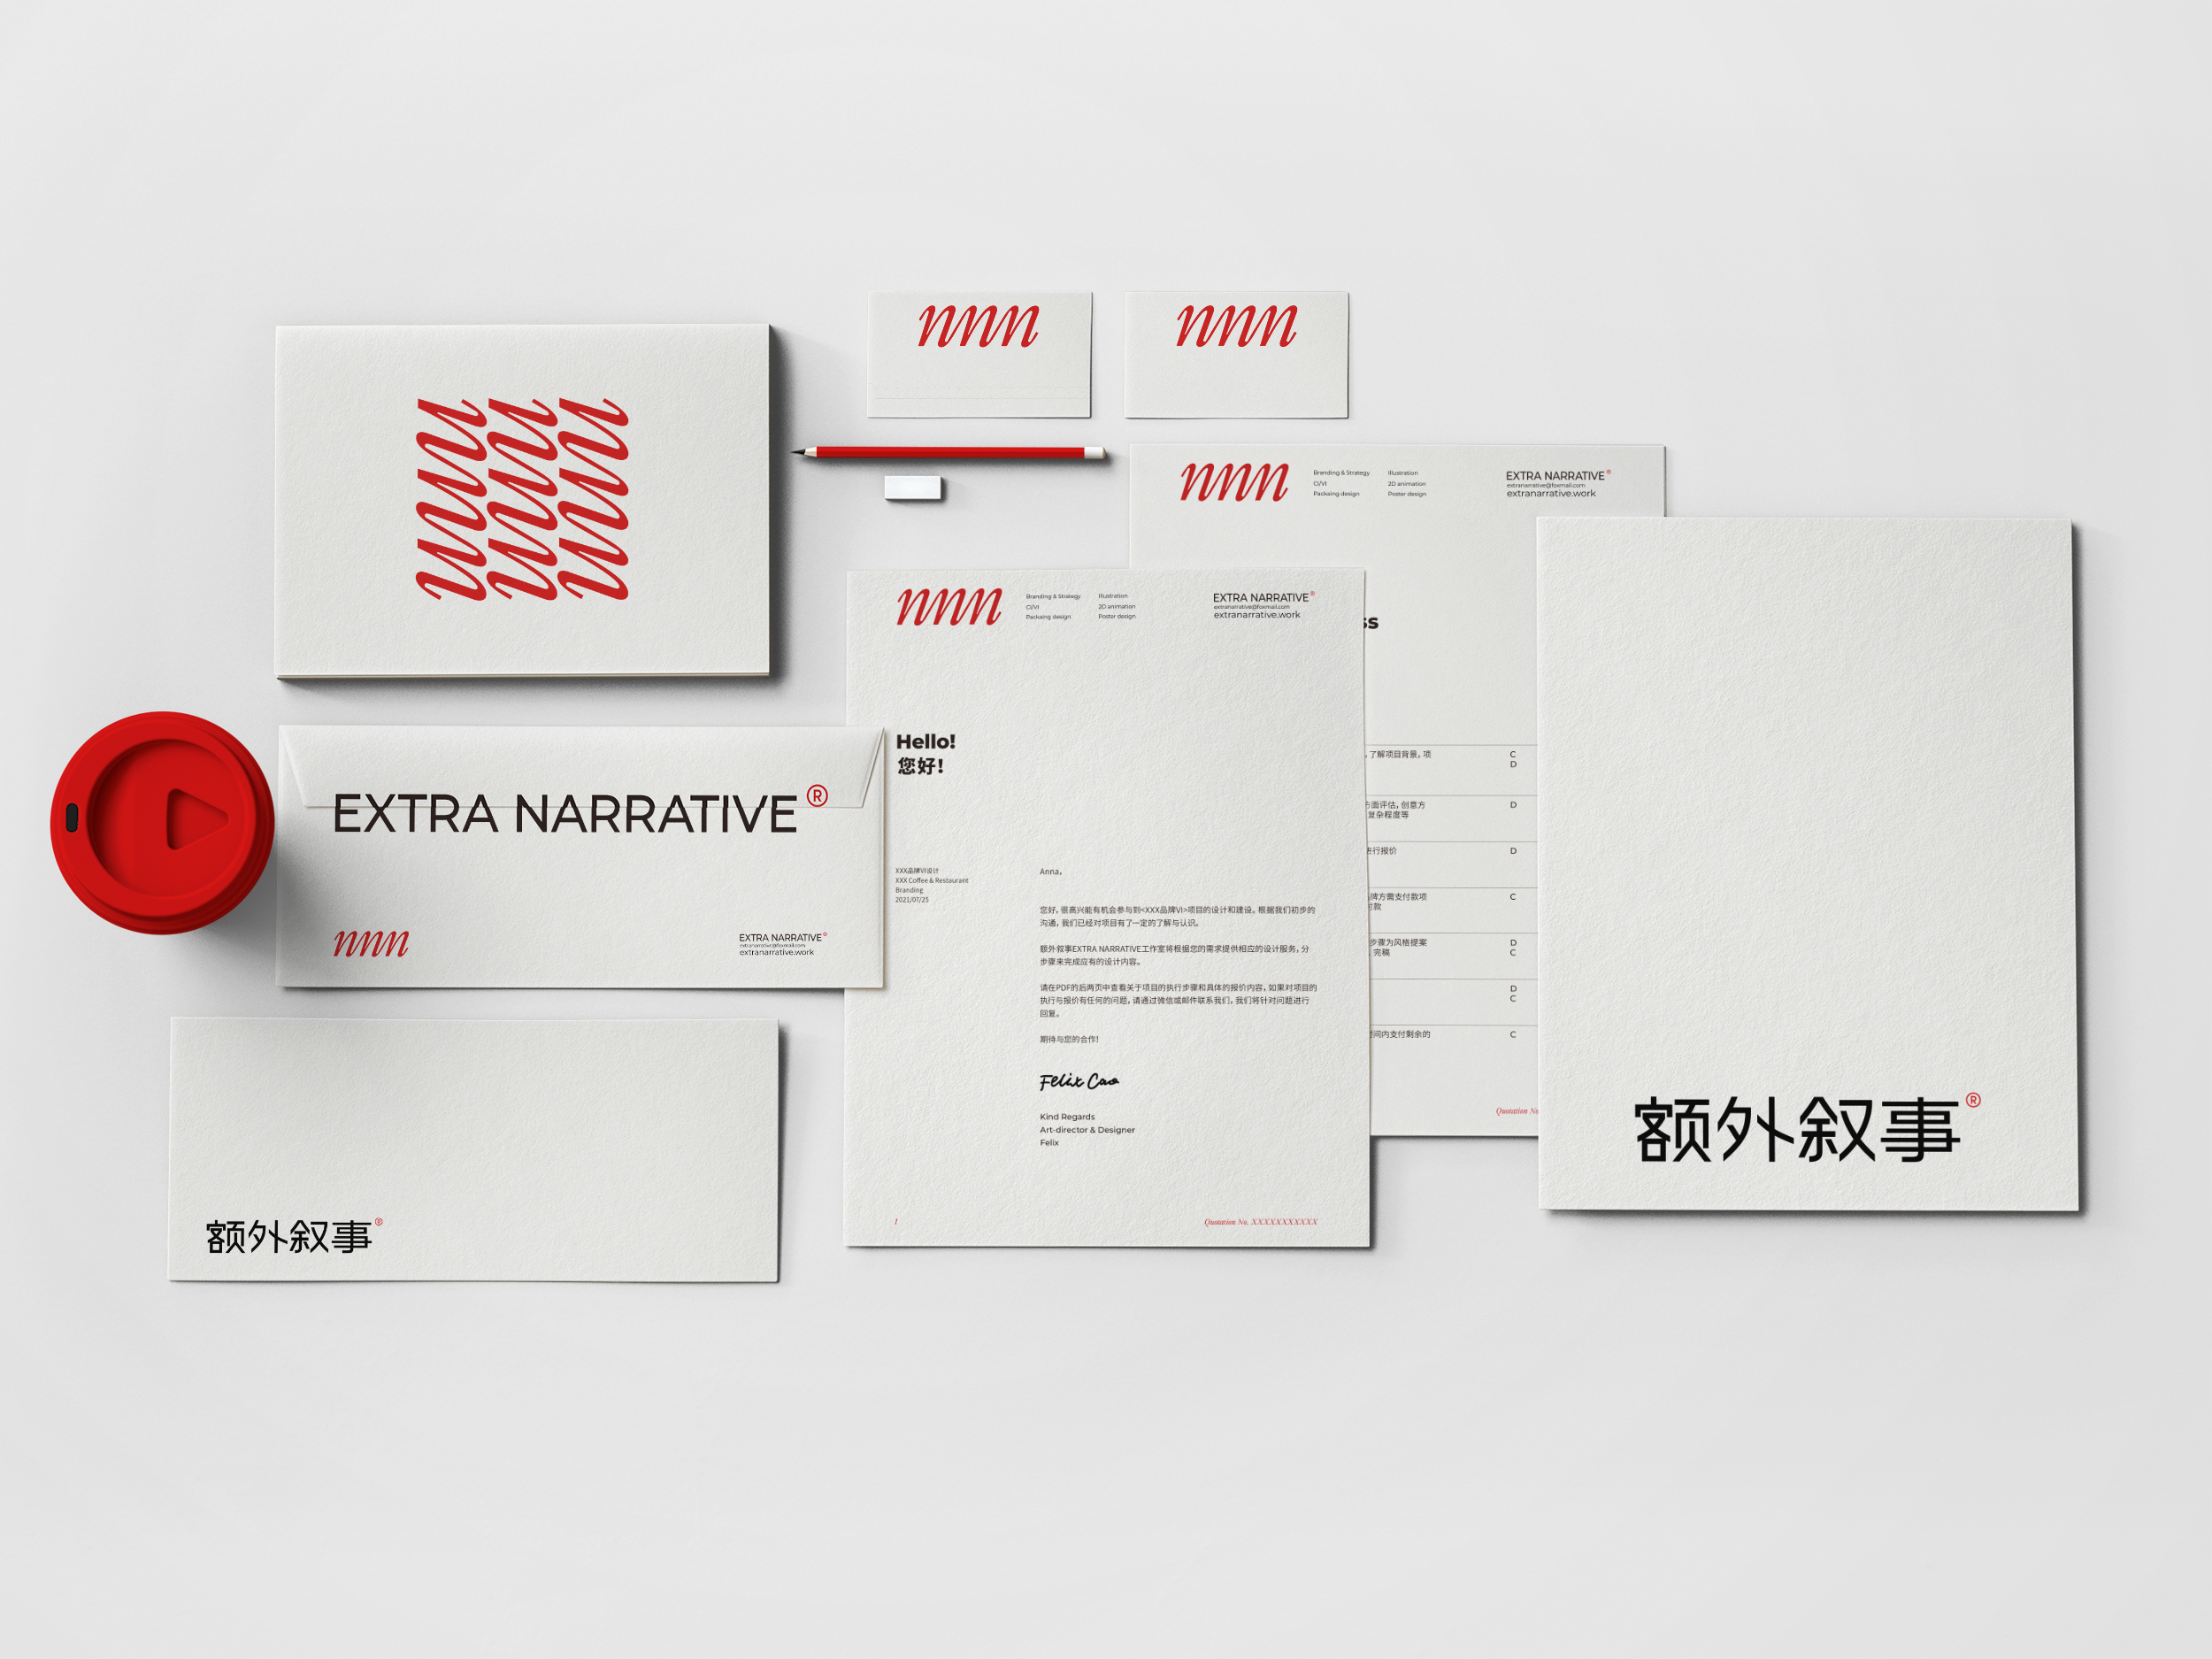 nnn
nnn
nnn
nnn
nnn
nnn
Branding & Strategy
CI/VI
Packaing design
Illustration
2D animation
Poster design
EXTRA NARRATIVE®
extranarrative@foxmail.com
extranarrative.work
ss
，了解项目背景，项
C
D
方面评估，创意方
复杂程度等
D
进行报价
D
品牌方需支付款项
付款
C
步骤为风格提案
完稿
D
C
D
C
时间内支付剩余的
C
Quotation No
nnn
Branding & Strategy
CI/VI
Packaing design
Illustration
2D animation
Poster design
EXTRA NARRATIVE®
extranarrative@foxmail.com
extranarrative.work
Hello!
您好！
XXX品牌VI设计
XXX Coffee & Restaurant
Branding
2021/07/25
Anna，
您好，很高兴能有机会参与到<XXX品牌VI>项目的设计和建设。根据我们初步的
沟通，我们已经对项目有了一定的了解与认识。
额外叙事EXTRA NARRATIVE工作室将根据您的需求提供相应的设计服务，分
步骤来完成应有的设计内容。
请在PDF的后两页中查看关于项目的执行步骤和具体的报价内容，如果对项目的
执行与报价有任何的问题，请通过微信或邮件联系我们，我们将针对问题进行
回复。
期待与您的合作！
Felix Cao
Kind Regards
Art-director & Designer
Felix
1
Quotation No. XXXXXXXXXXX
EXTRA NARRATIVE®
nnn
EXTRA NARRATIVE®
extranarrative@foxmail.com
extranarrative.work
额外叙事®
额外叙事®